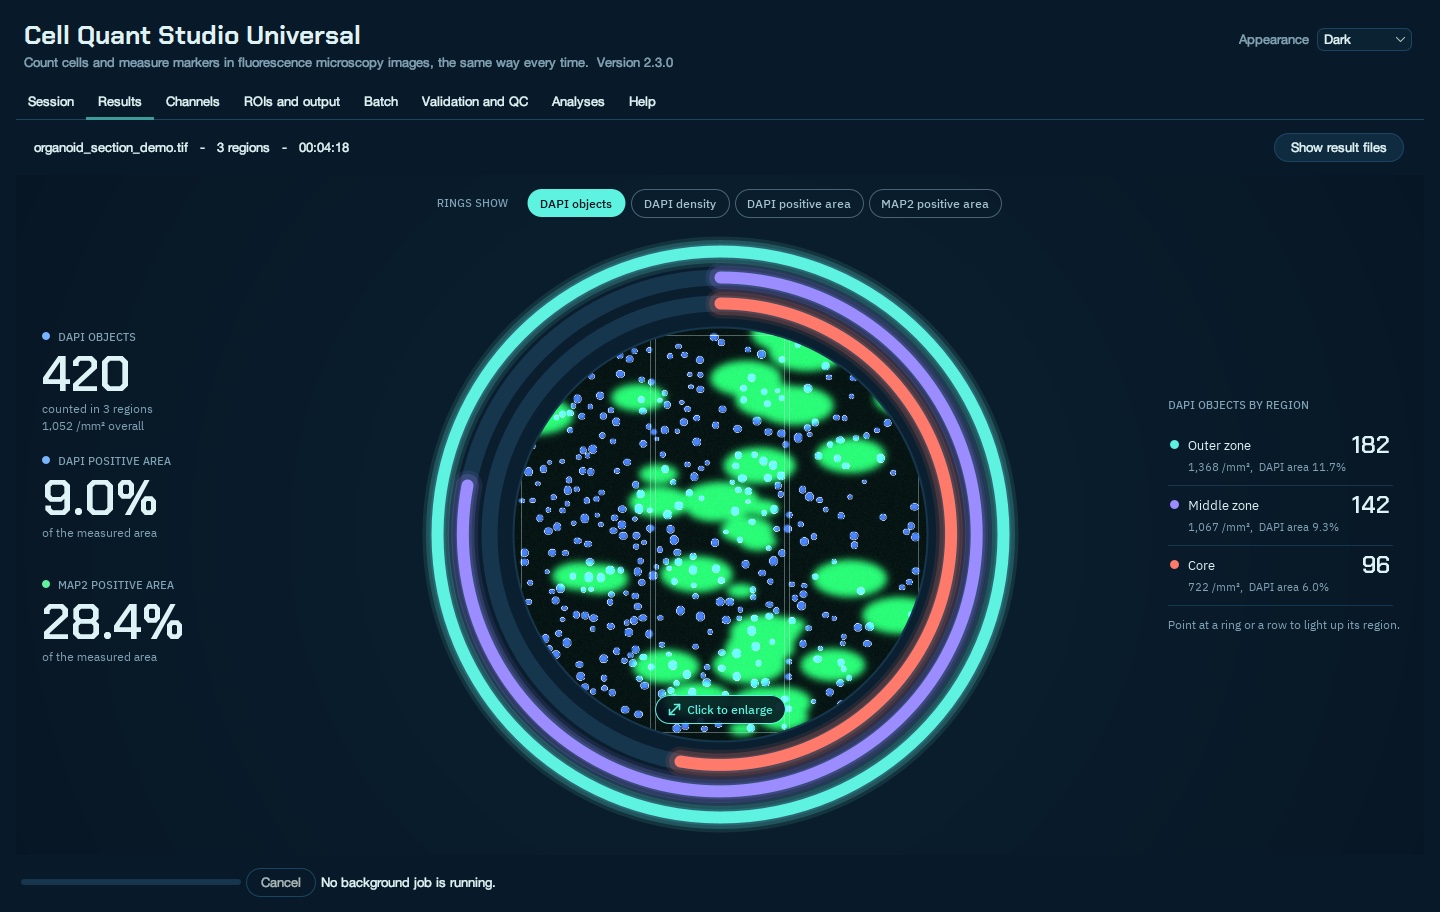 Cell Quant Studio Universal
Count cells and measure markers in fluorescence microscopy images, the same way every time.  Version 2.3.0
Appearance Dark
Session Results Channels ROIs and output Batch Validation and QC Analyses Help
organoid_section_demo.tif - 3 regions - 00:04:18
Show result files
RINGS SHOW DAPI objects DAPI density DAPI positive area MAP2 positive area
DAPI OBJECTS
420
counted in 3 regions
1,052 /mm² overall
DAPI POSITIVE AREA
9.0%
of the measured area
MAP2 POSITIVE AREA
28.4%
of the measured area
Click to enlarge
DAPI OBJECTS BY REGION
Outer zone 182
1,368 /mm², DAPI area 11.7%
Middle zone 142
1,067 /mm², DAPI area 9.3%
Core 96
722 /mm², DAPI area 6.0%
Point at a ring or a row to light up its region.
Cancel No background job is running.